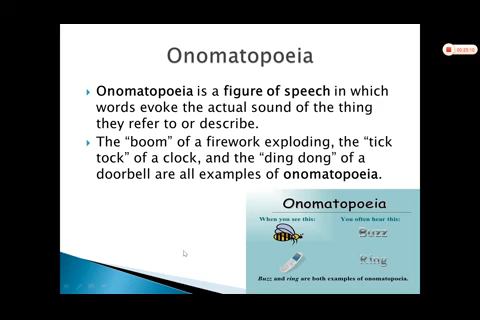 Onomatopoeia
Onomatopoeia is a figure of speech in which
words evoke the actual sound of the thing
they refer to or describe.
The “boom” of a firework exploding, the “tick
tock” of a clock, and the “ding dong” of a
doorbell are all examples of onomatopoeia.
Onomatopoeia
When you see this: You often hear this:
Buzz
Ring
Buzz and ring are both examples of onomatopoeia.